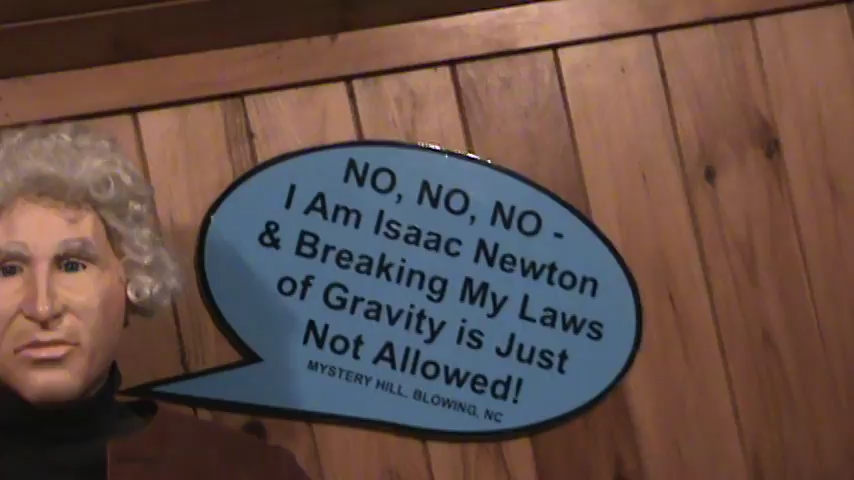 NO, NO, NO -
I Am Isaac Newton
& Breaking My Laws
of Gravity is Just
Not Allowed!
MYSTERY HILL, BLOWING, NC